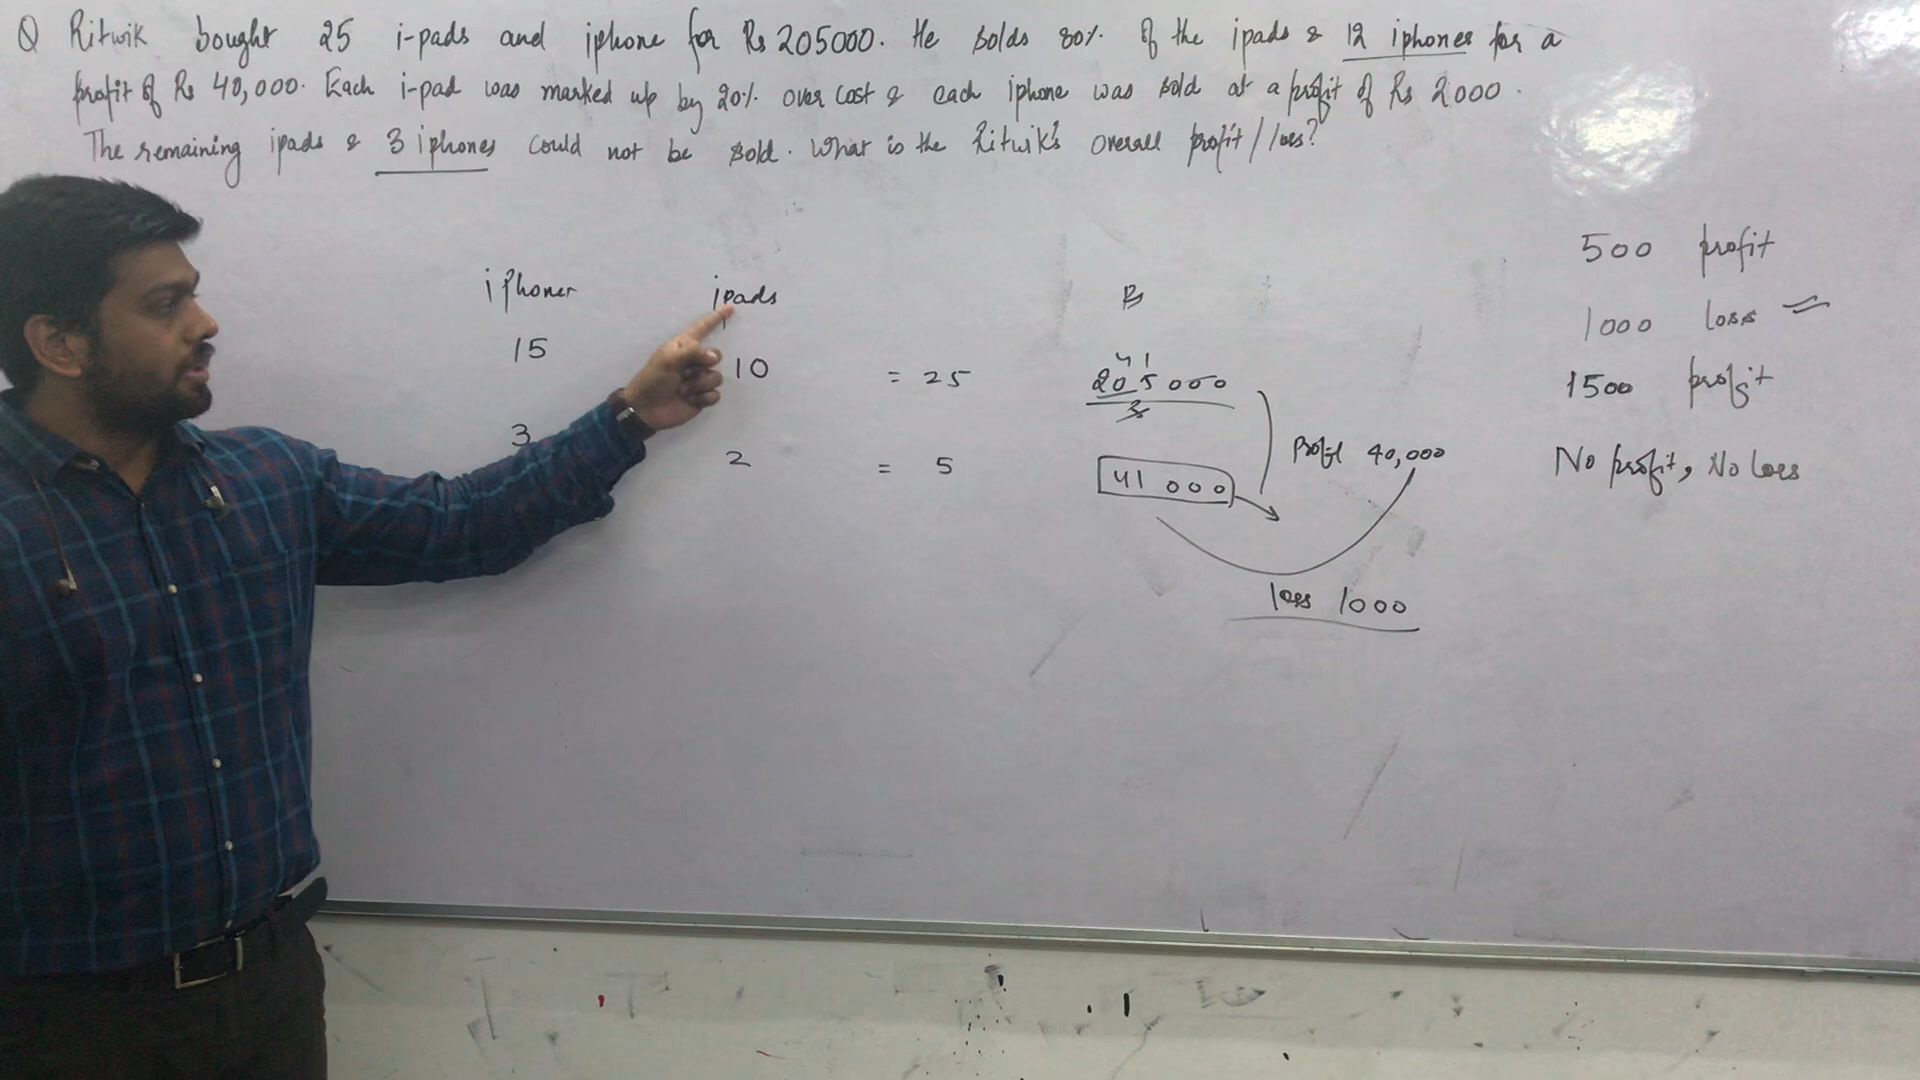 Q Ritwik bought 25 i-pads and iphone for Rs 205000. He solds 80% of the ipads & 12 iphones for a
profit of Rs 40,000. Each i-pad was marked up by 20% over cost & each iphone was sold at a profit of Rs 2000.
The remaining ipads & 3 iphones could not be sold. What is the Ritwik's overall profit/loss?
iphones ipads Rs
15 10 = 25 205000
41
3 2 = 5 41 000
Profit 40,000
loss 1000
500 profit
1000 loss
1500 profit
No profit, No loss